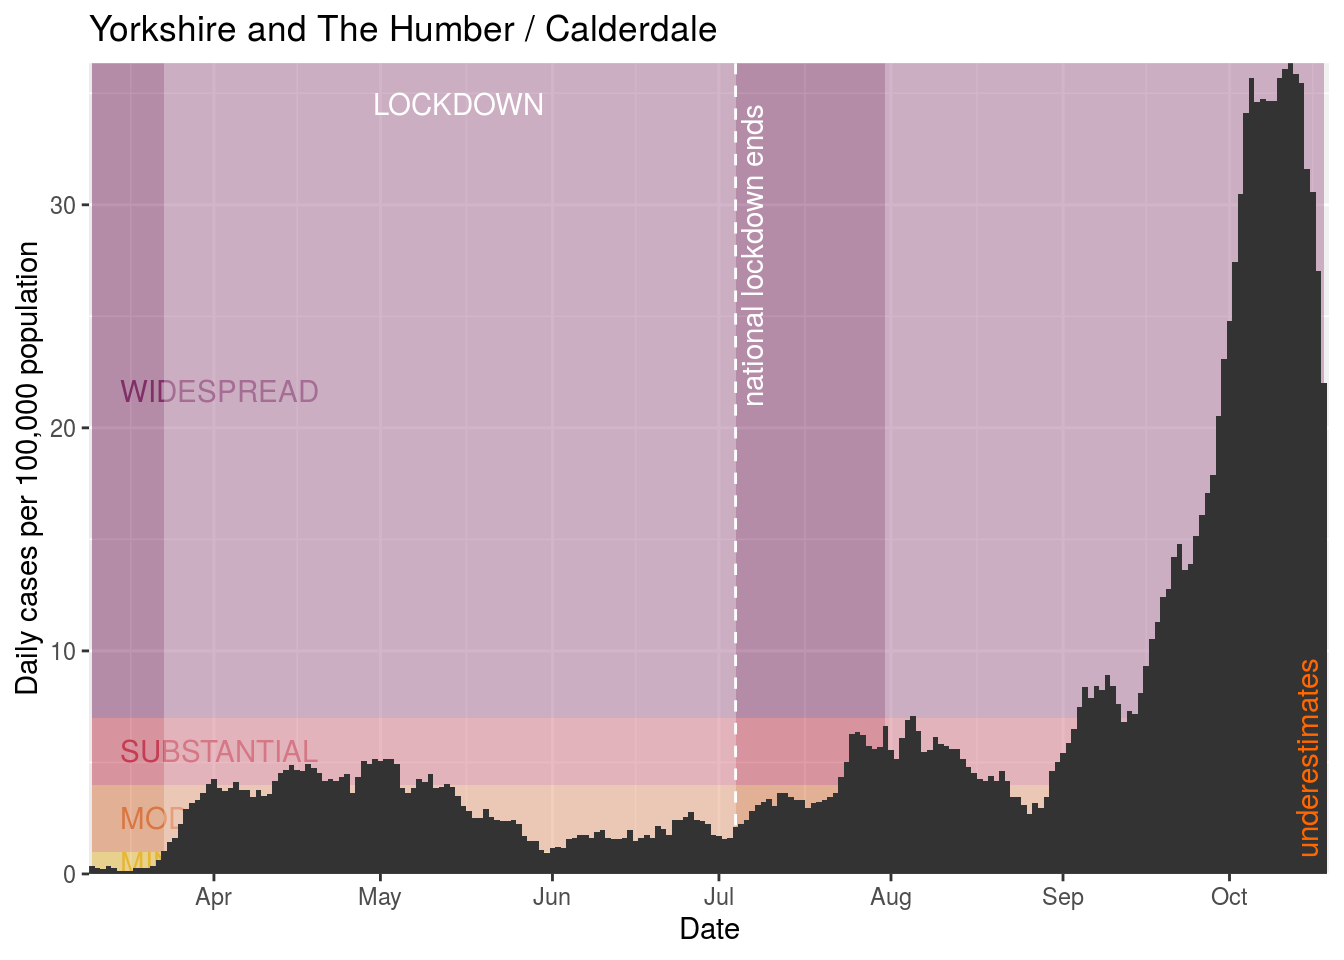 Yorkshire and The Humber / Calderdale
LOCKDOWN
national lockdown ends
WIDESPREAD
SUBSTANTIAL
MOD
MI
underestimates
Daily cases per 100,000 population
30
20
10
0
Apr
May
Jun
Jul
Aug
Sep
Oct
Date